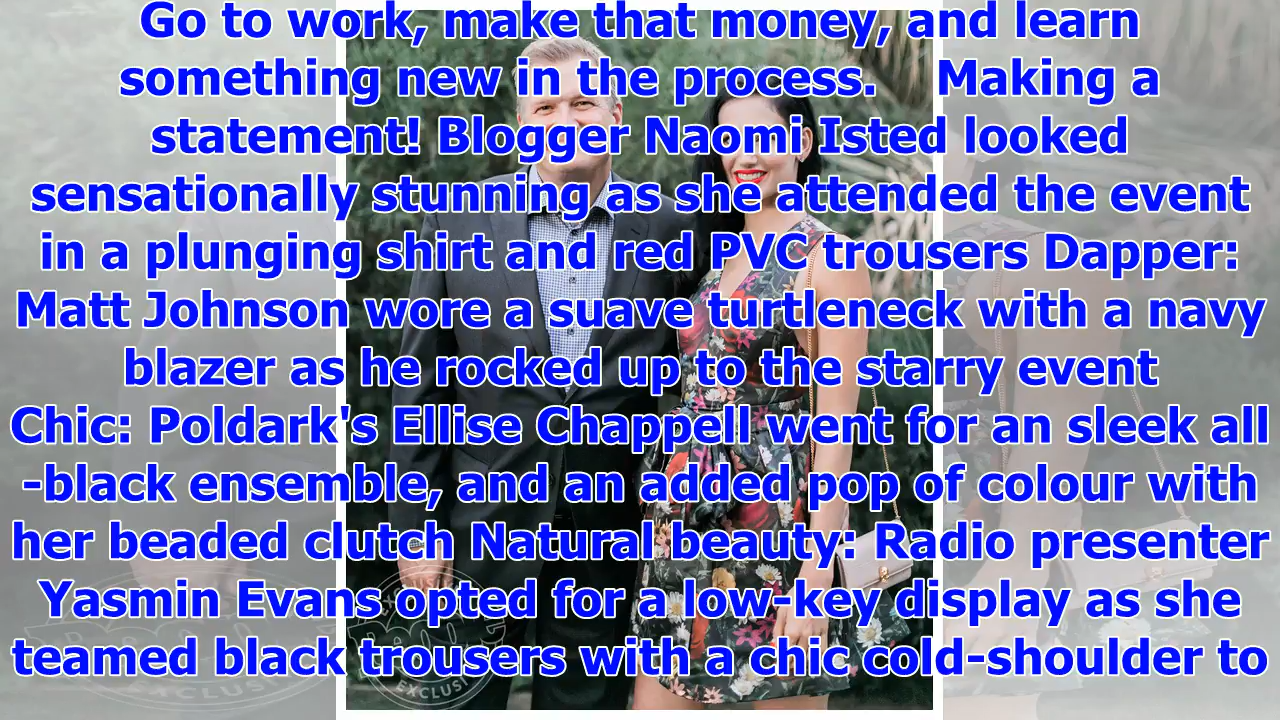 Go to work, make that money, and learn
something new in the process. Making a
statement! Blogger Naomi Isted looked
sensationally stunning as she attended the event
in a plunging shirt and red PVC trousers Dapper:
Matt Johnson wore a suave turtleneck with a navy
blazer as he rocked up to the starry event
Chic: Poldark's Ellise Chappell went for an sleek all
-black ensemble, and an added pop of colour with
her beaded clutch Natural beauty: Radio presenter
Yasmin Evans opted for a low-key display as she
teamed black trousers with a chic cold-shoulder to